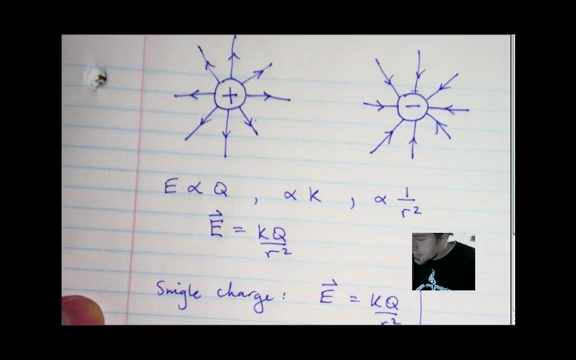 + −
E ∝ Q , ∝ K , ∝ 1/r²
E⃗ = KQ/r²
Single charge : E⃗ = KQ/r²